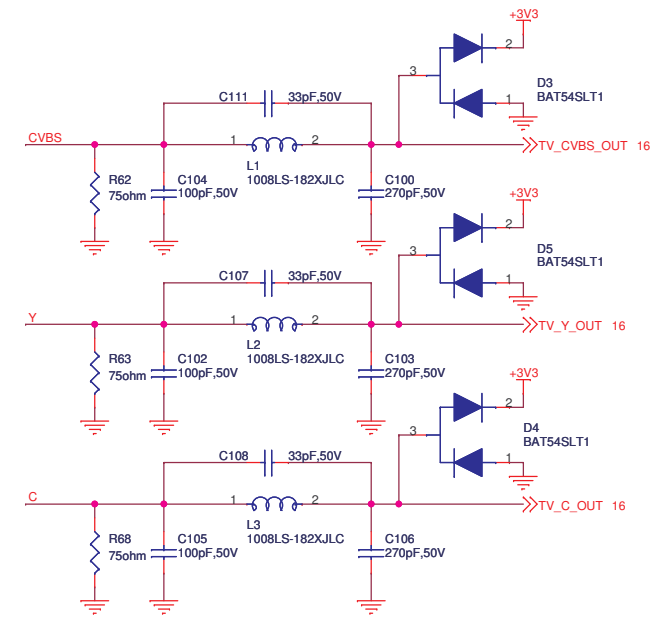 +3V3
2
3
D3
BAT54SLT1
1
C111 33pF,50V
CVBS
1 2
TV_CVBS_OUT 16
L1
1008LS-182XJLC
R62
75ohm
C104
100pF,50V
C100
270pF,50V
+3V3
2
3
D5
BAT54SLT1
1
C107 33pF,50V
Y
1 2
TV_Y_OUT 16
L2
1008LS-182XJLC
R63
75ohm
C102
100pF,50V
C103
270pF,50V
+3V3
2
3
D4
BAT54SLT1
1
C108 33pF,50V
C
1 2
TV_C_OUT 16
L3
1008LS-182XJLC
R68
75ohm
C105
100pF,50V
C106
270pF,50V